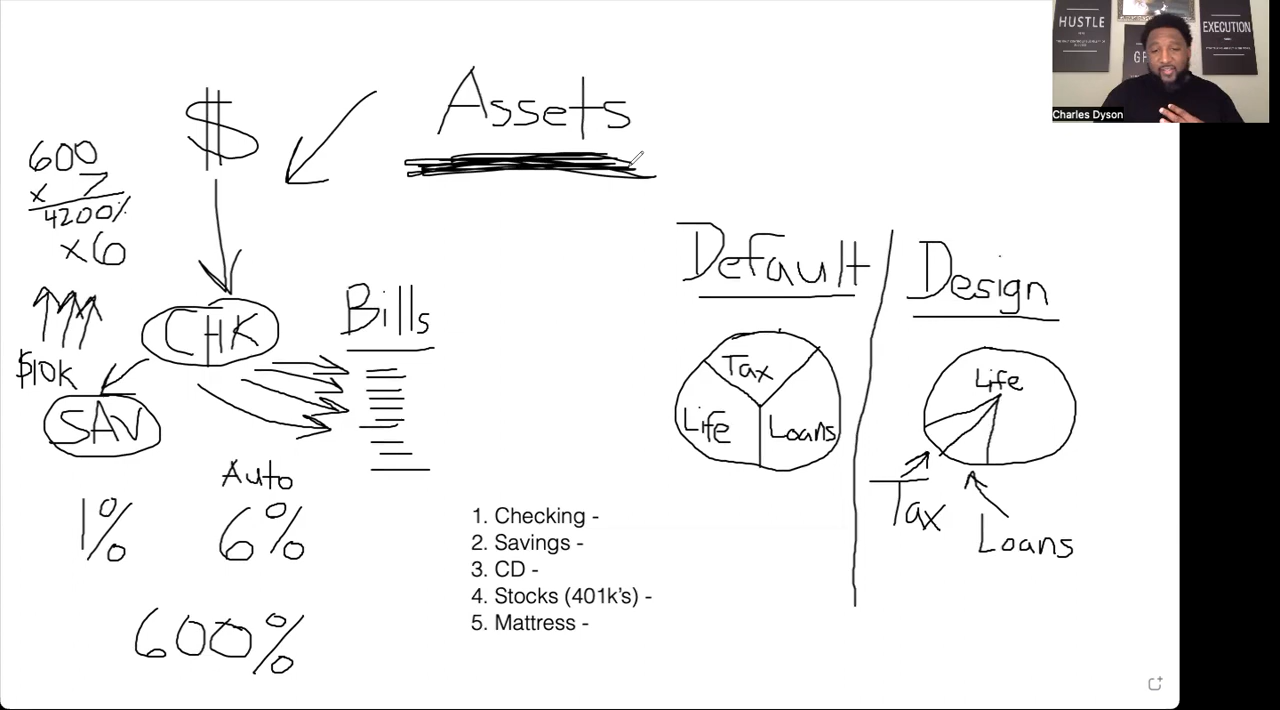 HUSTLE
EXECUTION
Charles Dyson
$
Assets
600
x 7
4200%
x6
$10k
CHK
SAV
Bills
Auto
1%
6%
600%
Default
Tax
Life
Loans
Design
Life
Tax
Loans
1. Checking -
2. Savings -
3. CD -
4. Stocks (401k's) -
5. Mattress -